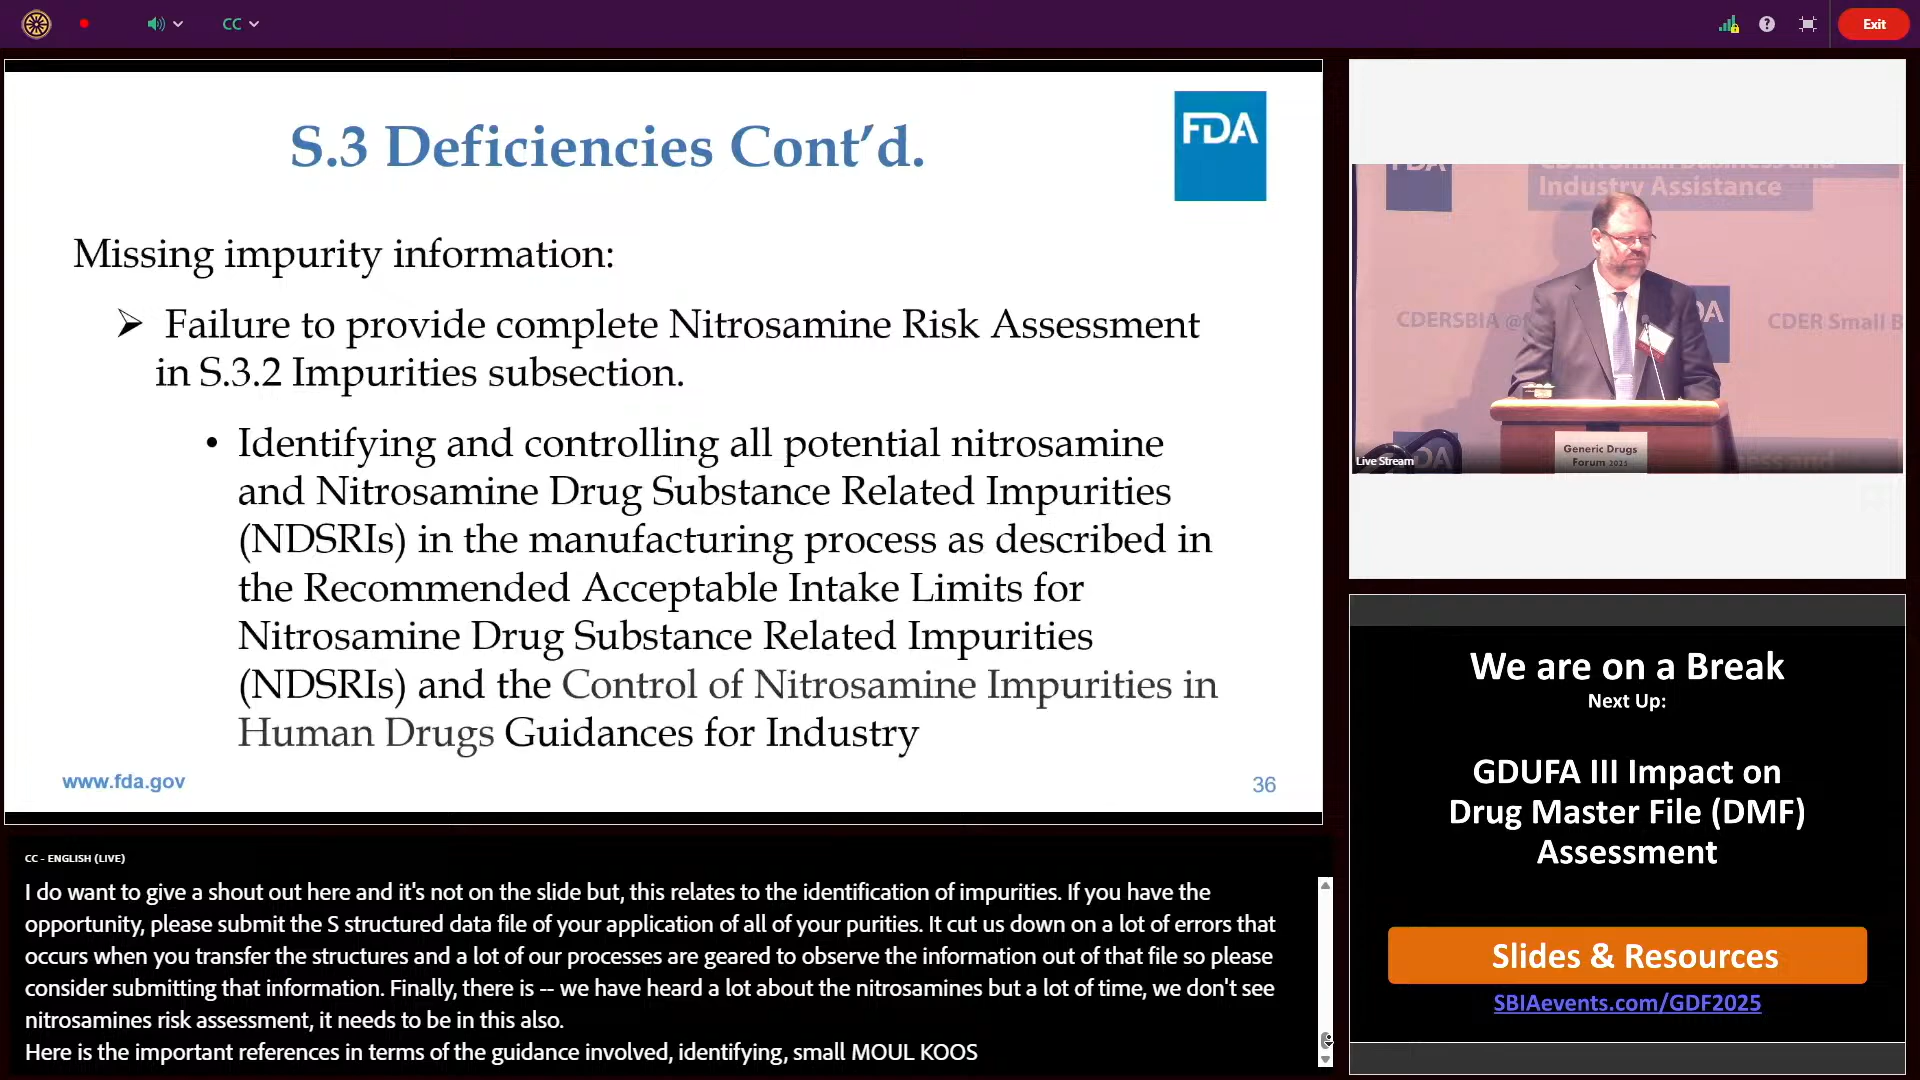 CC
Exit
S.3 Deficiencies Cont’d.
FDA
Missing impurity information:
➢ Failure to provide complete Nitrosamine Risk Assessment
in S.3.2 Impurities subsection.
• Identifying and controlling all potential nitrosamine
and Nitrosamine Drug Substance Related Impurities
(NDSRIs) in the manufacturing process as described in
the Recommended Acceptable Intake Limits for
Nitrosamine Drug Substance Related Impurities
(NDSRIs) and the Control of Nitrosamine Impurities in
Human Drugs Guidances for Industry
www.fda.gov
36
FDA
CDER Small Business and
Industry Assistance
CDERSBIA
DA
CDER Small B
Generic Drugs
Forum 2025
Live Stream
DA
We are on a Break
Next Up:
GDUFA III Impact on
Drug Master File (DMF)
Assessment
Slides & Resources
SBIAevents.com/GDF2025
CC - ENGLISH (LIVE)
I do want to give a shout out here and it's not on the slide but, this relates to the identification of impurities. If you have the
opportunity, please submit the S structured data file of your application of all of your purities. It cut us down on a lot of errors that
occurs when you transfer the structures and a lot of our processes are geared to observe the information out of that file so please
consider submitting that information. Finally, there is -- we have heard a lot about the nitrosamines but a lot of time, we don't see
nitrosamines risk assessment, it needs to be in this also.
Here is the important references in terms of the guidance involved, identifying, small MOUL KOOS